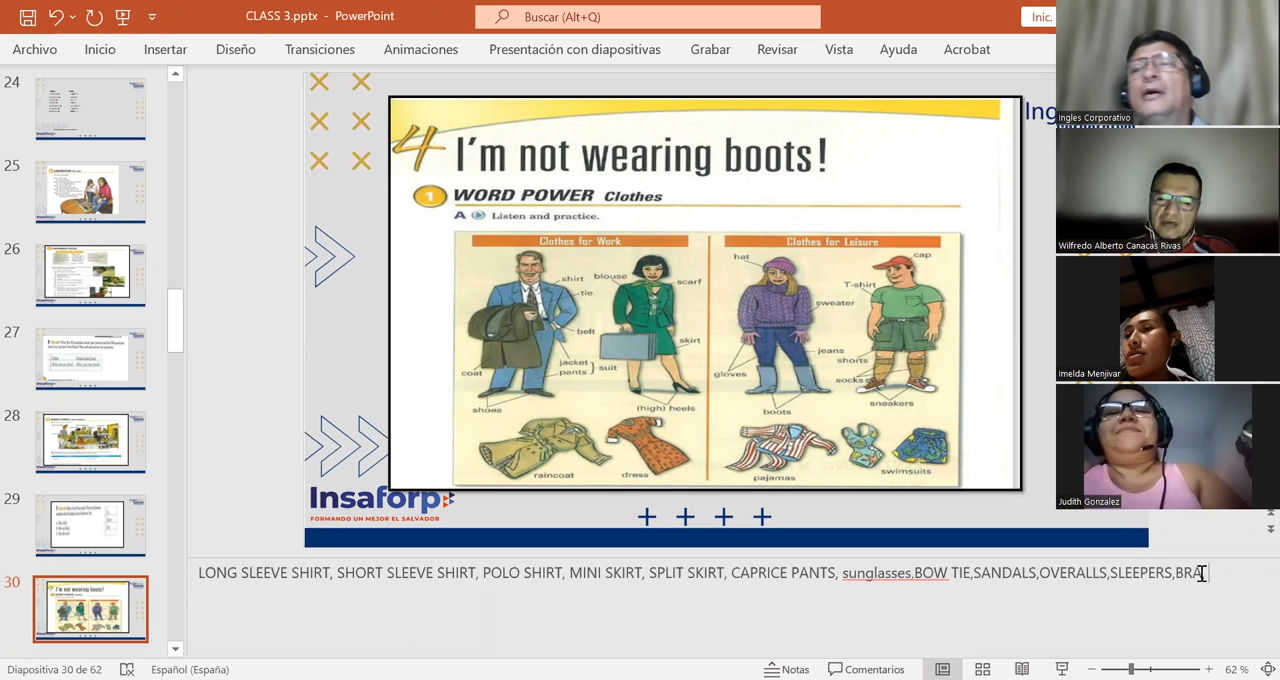 CLASS 3.pptx - PowerPoint
Buscar (Alt+Q)
Inic.
Archivo Inicio Insertar Diseño Transiciones Animaciones Presentación con diapositivas Grabar Revisar Vista Ayuda Acrobat
24
25
26
27
28
29
30
Ing
4 I'm not wearing boots!
1 WORD POWER Clothes
A Listen and practice.
Clothes for Work
Clothes for Leisure
shirt
blouse
scarf
tie
belt
skirt
jacket
pants
suit
coat
shoes
(high) heels
raincoat
dress
hat
cap
T-shirt
sweater
jeans
shorts
gloves
socks
boots
sneakers
pajamas
swimsuits
Insaforp
FORMANDO UN MEJOR EL SALVADOR
LONG SLEEVE SHIRT, SHORT SLEEVE SHIRT, POLO SHIRT, MINI SKIRT, SPLIT SKIRT, CAPRICE PANTS, sunglasses,BOW TIE,SANDALS,OVERALLS,SLEEPERS,BRA
Ingles Corporativo
Wilfredo Alberto Canacas Rivas
Imelda Menjivar
Judith Gonzalez
Diapositiva 30 de 62 Español (España) Notas Comentarios 62 %